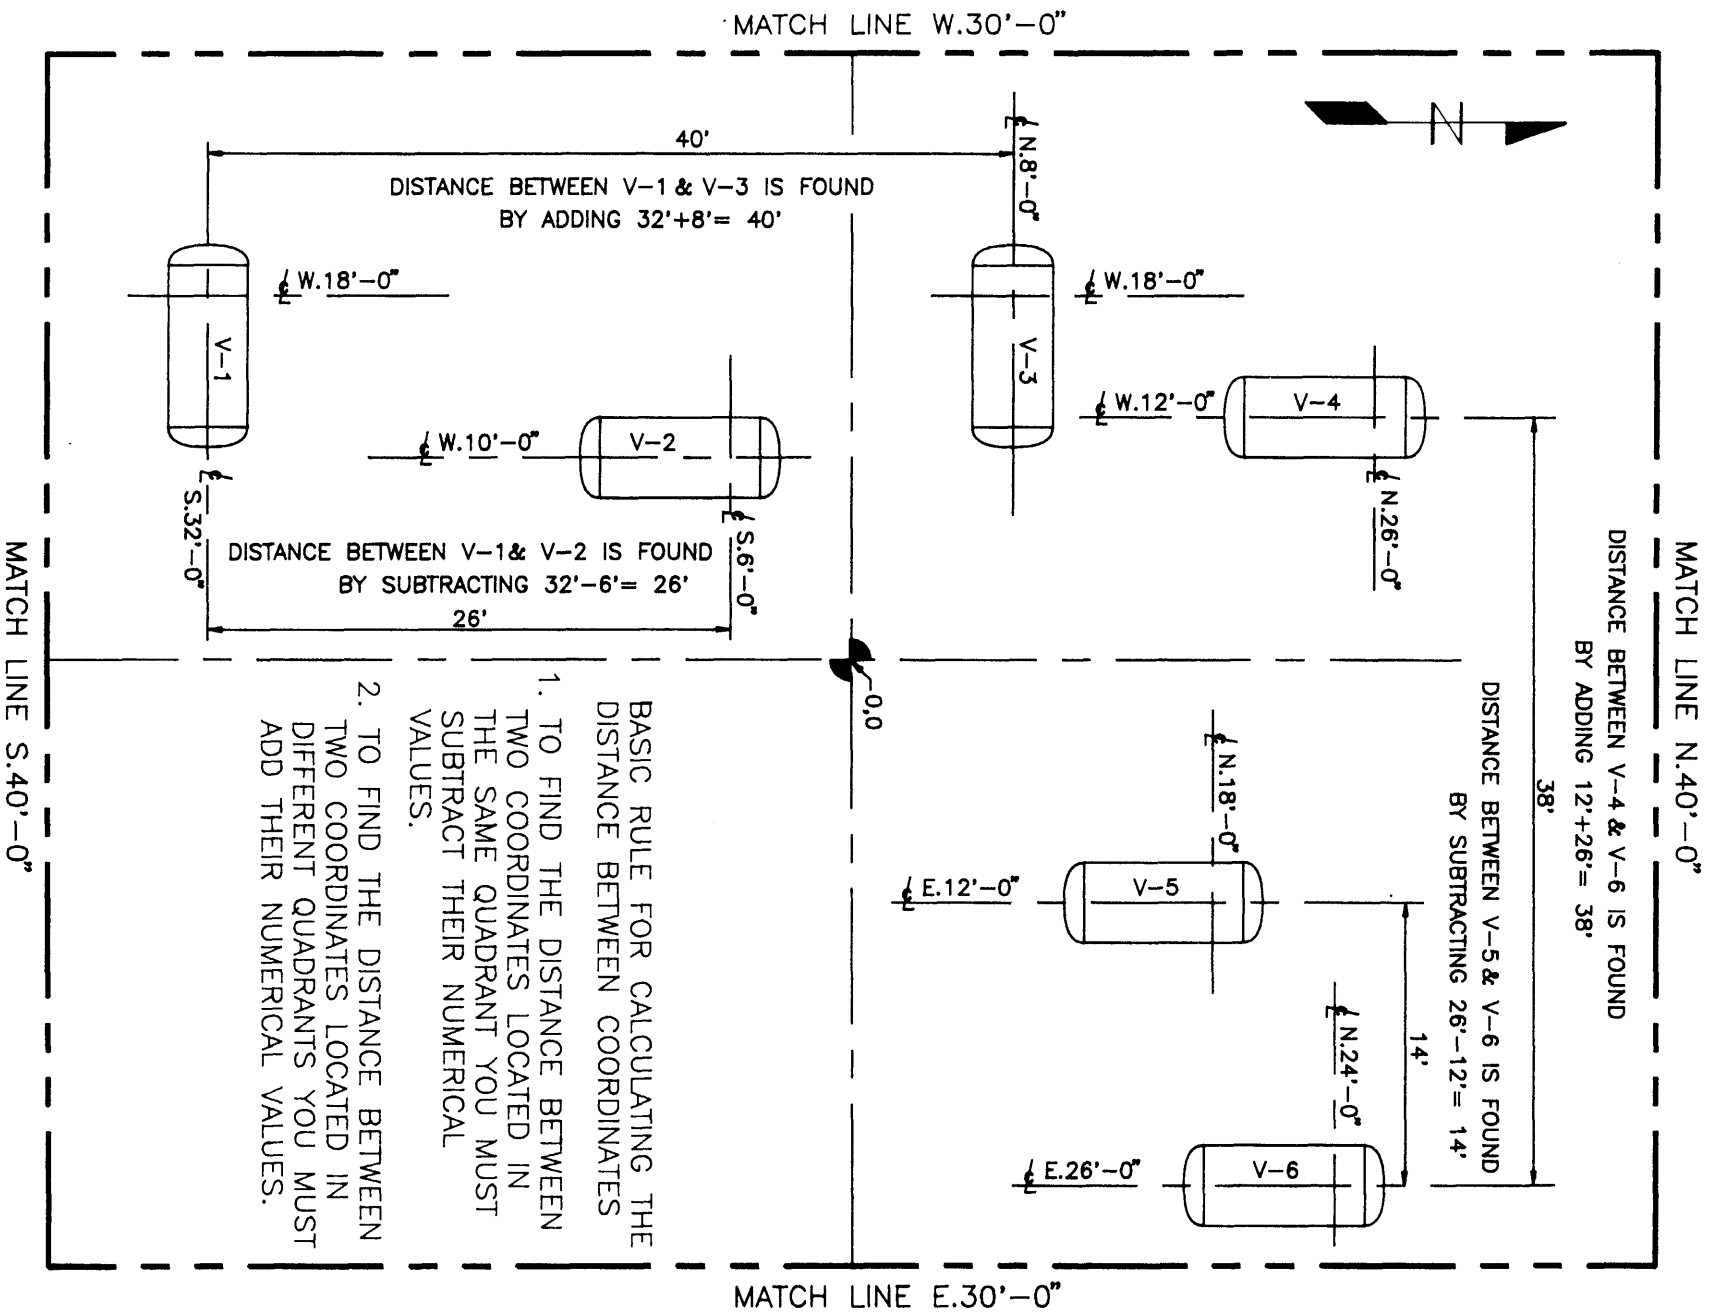 MATCH LINE W.30'-0"
N
40'
DISTANCE BETWEEN V-1 & V-3 IS FOUND
BY ADDING 32'+8'= 40'
℄ N.8'-0"
℄ W.18'-0"
V-1
℄ W.18'-0"
V-3
℄ W.12'-0"
V-4
℄ W.10'-0"
V-2
℄ S.32'-0"
℄ S.6'-0"
℄ N.26'-0"
DISTANCE BETWEEN V-1& V-2 IS FOUND
BY SUBTRACTING 32'-6'= 26'
26'
MATCH LINE S.40'-0"
MATCH LINE N.40'-0"
DISTANCE BETWEEN V-4 & V-6 IS FOUND
BY ADDING 12'+26'= 38'
38'
0,0
DISTANCE BETWEEN V-5 & V-6 IS FOUND
BY SUBTRACTING 26'-12'= 14'
14'
℄ N.18'-0"
℄ E.12'-0"
V-5
℄ N.24'-0"
℄ E.26'-0"
V-6
BASIC RULE FOR CALCULATING THE
DISTANCE BETWEEN COORDINATES
1. TO FIND THE DISTANCE BETWEEN
TWO COORDINATES LOCATED IN
THE SAME QUADRANT YOU MUST
SUBTRACT THEIR NUMERICAL
VALUES.
2. TO FIND THE DISTANCE BETWEEN
TWO COORDINATES LOCATED IN
DIFFERENT QUADRANTS YOU MUST
ADD THEIR NUMERICAL VALUES.
MATCH LINE E.30'-0"